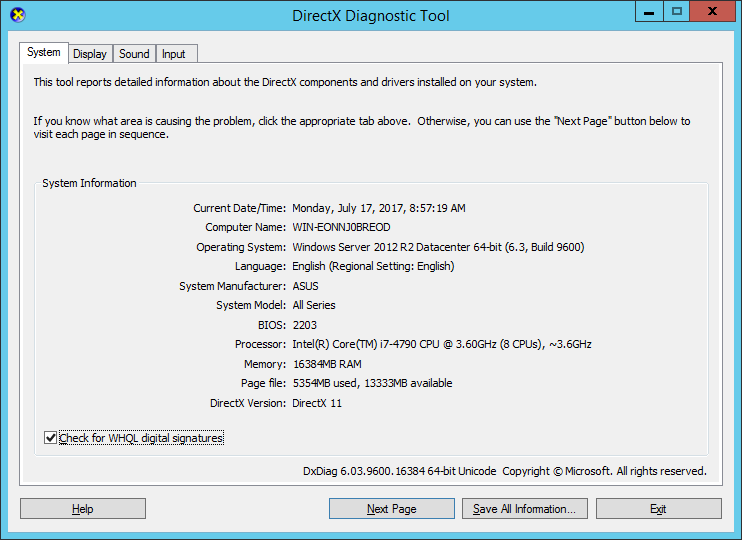 DirectX Diagnostic Tool
System Display Sound Input
This tool reports detailed information about the DirectX components and drivers installed on your system.
If you know what area is causing the problem, click the appropriate tab above.  Otherwise, you can use the "Next Page" button below to
visit each page in sequence.
System Information
Current Date/Time: Monday, July 17, 2017, 8:57:19 AM
Computer Name: WIN-EONNJ0BREOD
Operating System: Windows Server 2012 R2 Datacenter 64-bit (6.3, Build 9600)
Language: English (Regional Setting: English)
System Manufacturer: ASUS
System Model: All Series
BIOS: 2203
Processor: Intel(R) Core(TM) i7-4790 CPU @ 3.60GHz (8 CPUs), ~3.6GHz
Memory: 16384MB RAM
Page file: 5354MB used, 13333MB available
DirectX Version: DirectX 11
Check for WHQL digital signatures
DxDiag 6.03.9600.16384 64-bit Unicode  Copyright © Microsoft. All rights reserved.
Help Next Page Save All Information... Exit